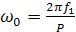 ω₀ = 2πf₁ / P